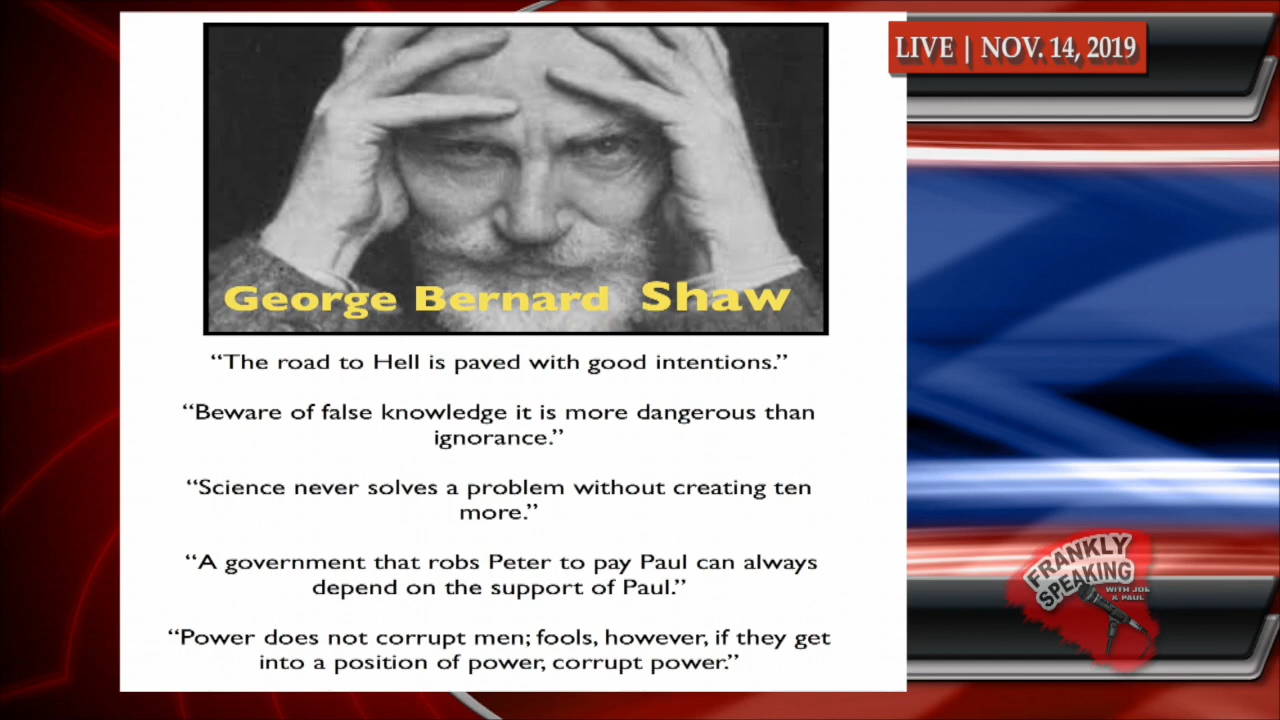 LIVE | NOV. 14, 2019
George Bernard Shaw
“The road to Hell is paved with good intentions.”
“Beware of false knowledge it is more dangerous than
ignorance.”
“Science never solves a problem without creating ten
more.”
“A government that robs Peter to pay Paul can always
depend on the support of Paul.”
“Power does not corrupt men; fools, however, if they get
into a position of power, corrupt power.”
FRANKLY
SPEAKING
WITH JOE
& PAUL